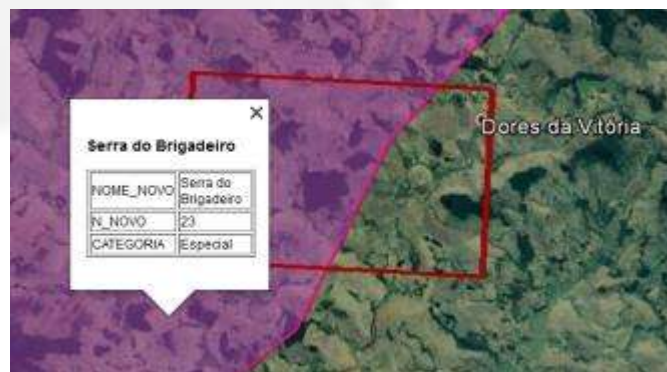 ×
Serra do Brigadeiro
NOME_NOVO Serra do
Brigadeiro
N_NOVO 23
CATEGORIA Especial
Dores da Vitória